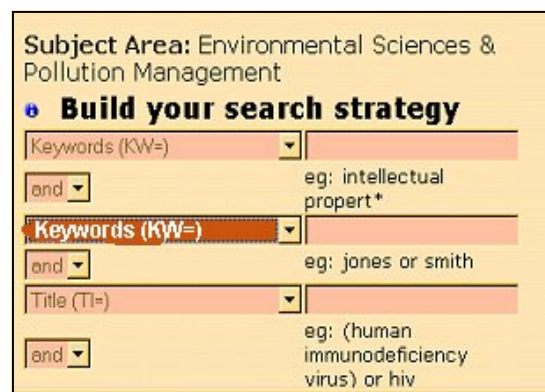 Subject Area: Environmental Sciences &
Pollution Management
Build your search strategy
Keywords (KW=)
and
eg: intellectual
propert*
Keywords (KW=)
and
eg: jones or smith
Title (TI=)
and
eg: (human
immunodeficiency
virus) or hiv